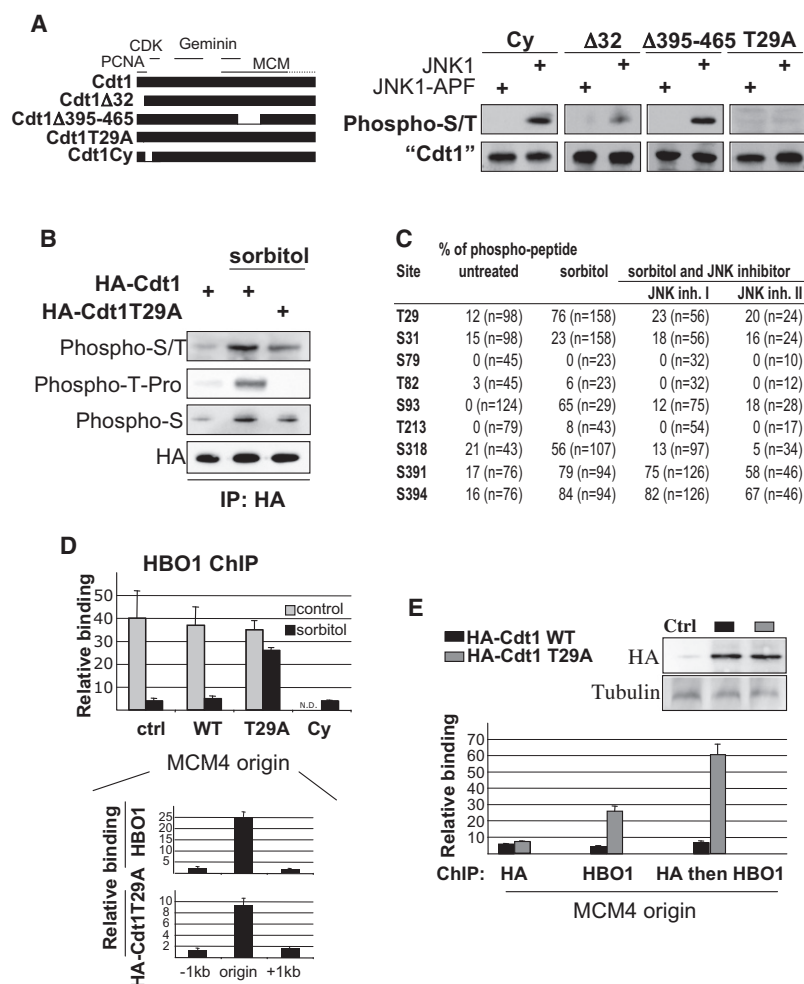 A
CDK
Geminin
PCNA
MCM
Cdt1
Cdt1Δ32
Cdt1Δ395-465
Cdt1T29A
Cdt1Cy
Cy Δ32 Δ395-465 T29A
JNK1 + + + +
JNK1-APF + + + +
Phospho-S/T
“Cdt1”
B
sorbitol
HA-Cdt1 + +
HA-Cdt1T29A +
Phospho-S/T
Phospho-T-Pro
Phospho-S
HA
IP: HA
C
% of phospho-peptide
Site untreated sorbitol sorbitol and JNK inhibitor
JNK inh. I JNK inh. II
T29 12 (n=98) 76 (n=158) 23 (n=56) 20 (n=24)
S31 15 (n=98) 23 (n=158) 18 (n=56) 16 (n=24)
S79 0 (n=45) 0 (n=23) 0 (n=32) 0 (n=10)
T82 3 (n=45) 6 (n=23) 0 (n=32) 0 (n=12)
S93 0 (n=124) 65 (n=29) 12 (n=75) 18 (n=28)
T213 0 (n=79) 8 (n=43) 0 (n=54) 0 (n=17)
S318 21 (n=43) 56 (n=107) 13 (n=97) 5 (n=34)
S391 17 (n=76) 79 (n=94) 75 (n=126) 58 (n=46)
S394 16 (n=76) 84 (n=94) 82 (n=126) 67 (n=46)
D
HBO1 ChIP
Relative binding
50
40
30
20
10
control
sorbitol
N.D.
ctrl WT T29A Cy
MCM4 origin
Relative binding
HBO1
25
20
15
10
5
Relative binding
HA-Cdt1T29A
10
8
6
4
2
-1kb origin +1kb
E
HA-Cdt1 WT
HA-Cdt1 T29A
Ctrl
HA
Tubulin
Relative binding
70
60
50
40
30
20
10
ChIP: HA HBO1 HA then HBO1
MCM4 origin